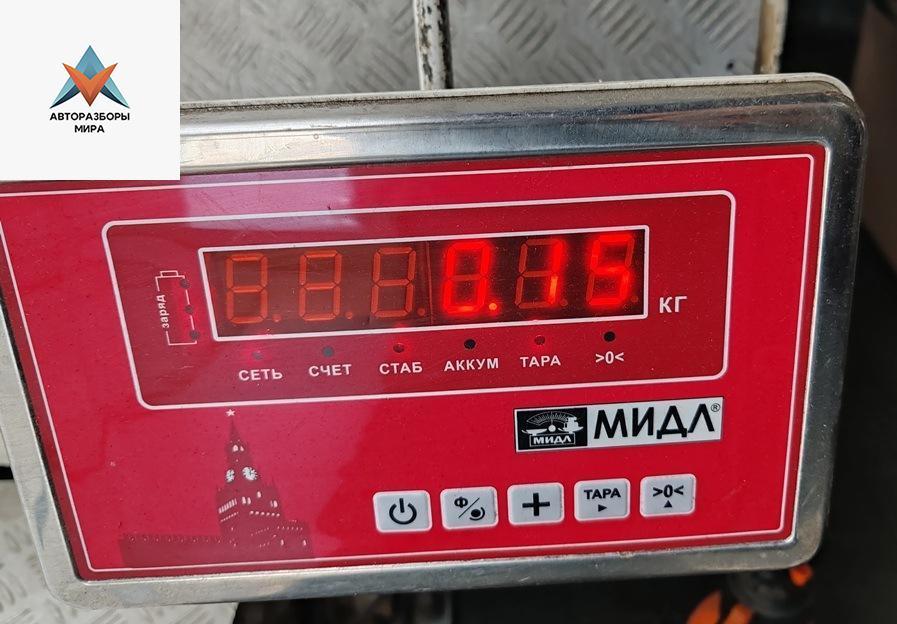 АВТОРАЗБОРЫ
МИРА
заряд
0.15
КГ
СЕТЬ СЧЕТ СТАБ АККУМ ТАРА >0<
МИДЛ МИДЛ®
Ф/ + ТАРА >0<